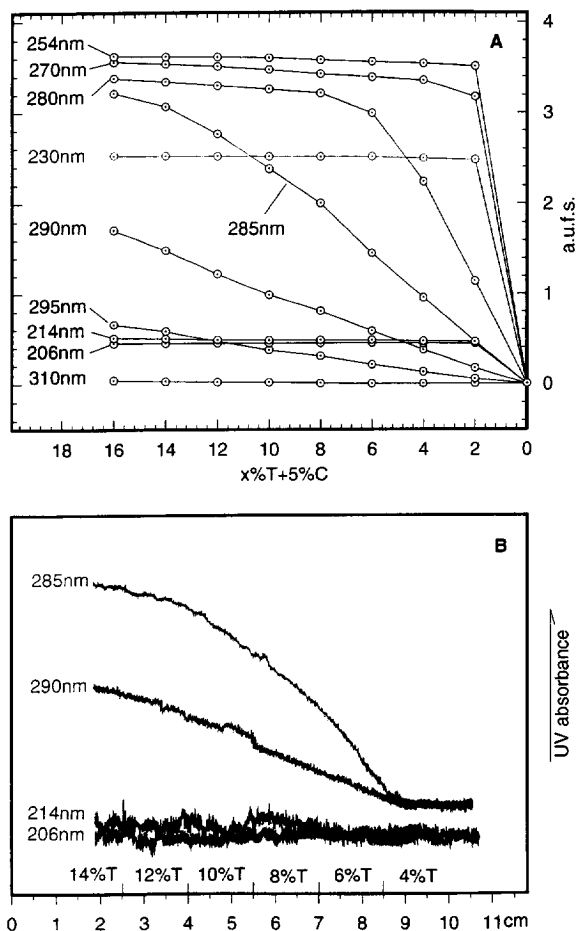 A
4
254nm
270nm
280nm
3
230nm
2
a.u.f.s.
285nm
290nm
1
295nm
214nm
206nm
310nm
0
18 16 14 12 10 8 6 4 2 0
x%T+5%C
B
285nm
290nm
UV absorbance
214nm
206nm
14%T 12%T 10%T 8%T 6%T 4%T
0 1 2 3 4 5 6 7 8 9 10 11cm